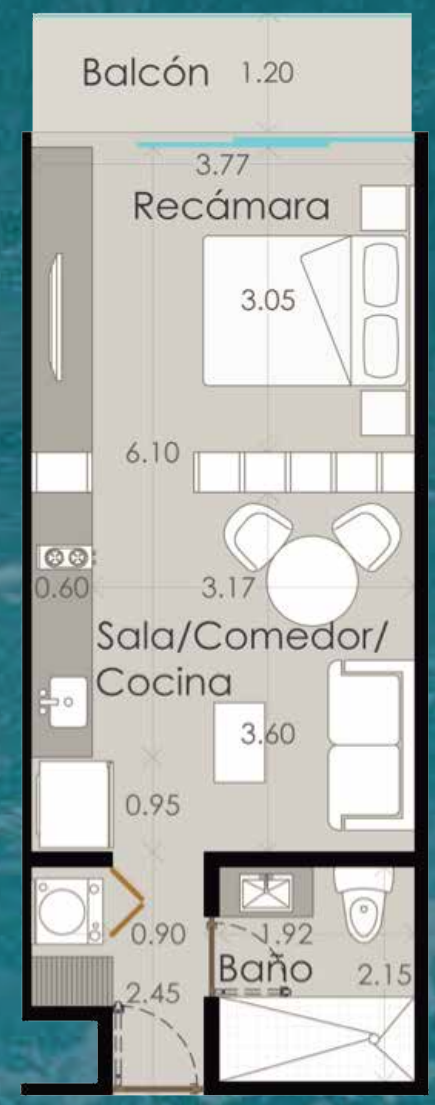 Balcón 1.20
3.77
Recámara
3.05
6.10
0.60 3.17
Sala/Comedor/
Cocina
3.60
0.95
0.90 1.92
Baño 2.15
2.45